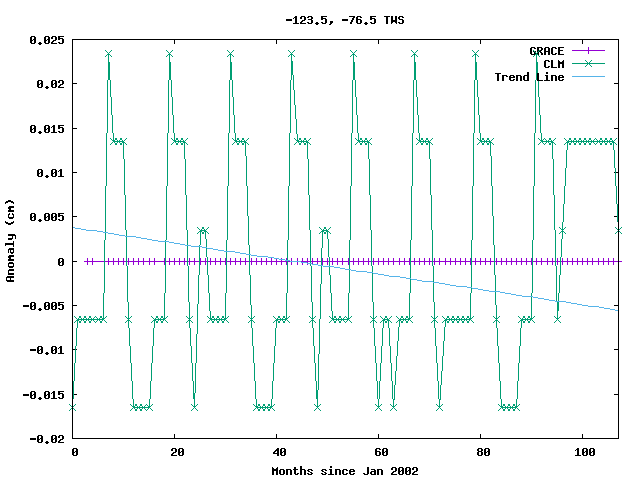 -123.5, -76.5 TWS
GRACE
CLM
Trend Line
0.025
0.02
0.015
0.01
0.005
0
-0.005
-0.01
-0.015
-0.02
Anomaly (cm)
0 20 40 60 80 100
Months since Jan 2002